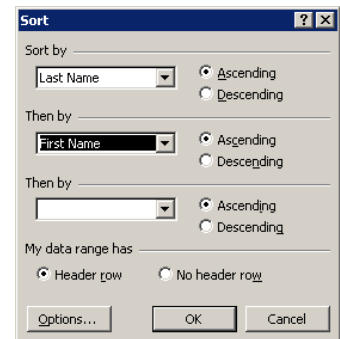 Sort
Sort by
Last Name
Ascending
Descending
Then by
First Name
Ascending
Descending
Then by
Ascending
Descending
My data range has
Header row
No header row
Options...
OK
Cancel